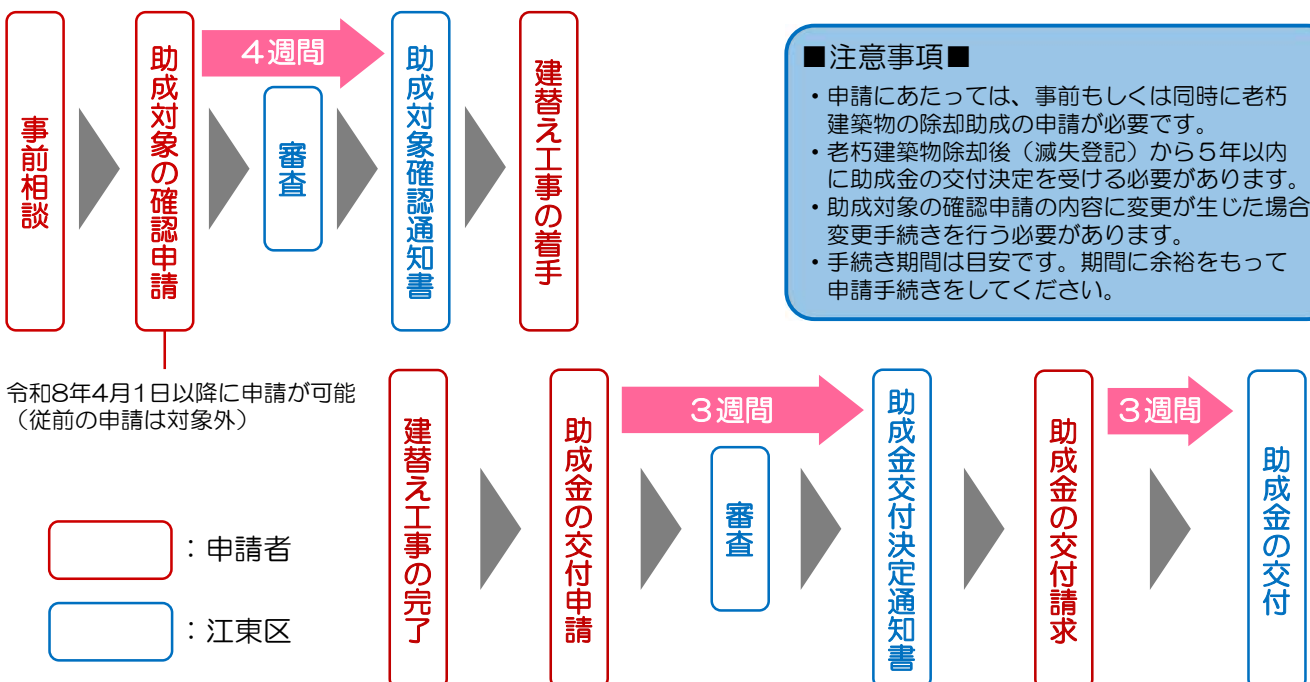 事前相談
助成対象の確認申請
4週間
審査
助成対象確認通知書
建替え工事の着手
■注意事項■
・申請にあたっては、事前もしくは同時に老朽
建築物の除却助成の申請が必要です。
・老朽建築物除却後（滅失登記）から5年以内
に助成金の交付決定を受ける必要があります。
・助成対象の確認申請の内容に変更が生じた場合
変更手続きを行う必要があります。
・手続き期間は目安です。期間に余裕をもって
申請手続きをしてください。
令和8年4月1日以降に申請が可能
（従前の申請は対象外）
建替え工事の完了
助成金の交付申請
3週間
審査
助成金交付決定通知書
助成金の交付請求
3週間
助成金の交付
：申請者
：江東区